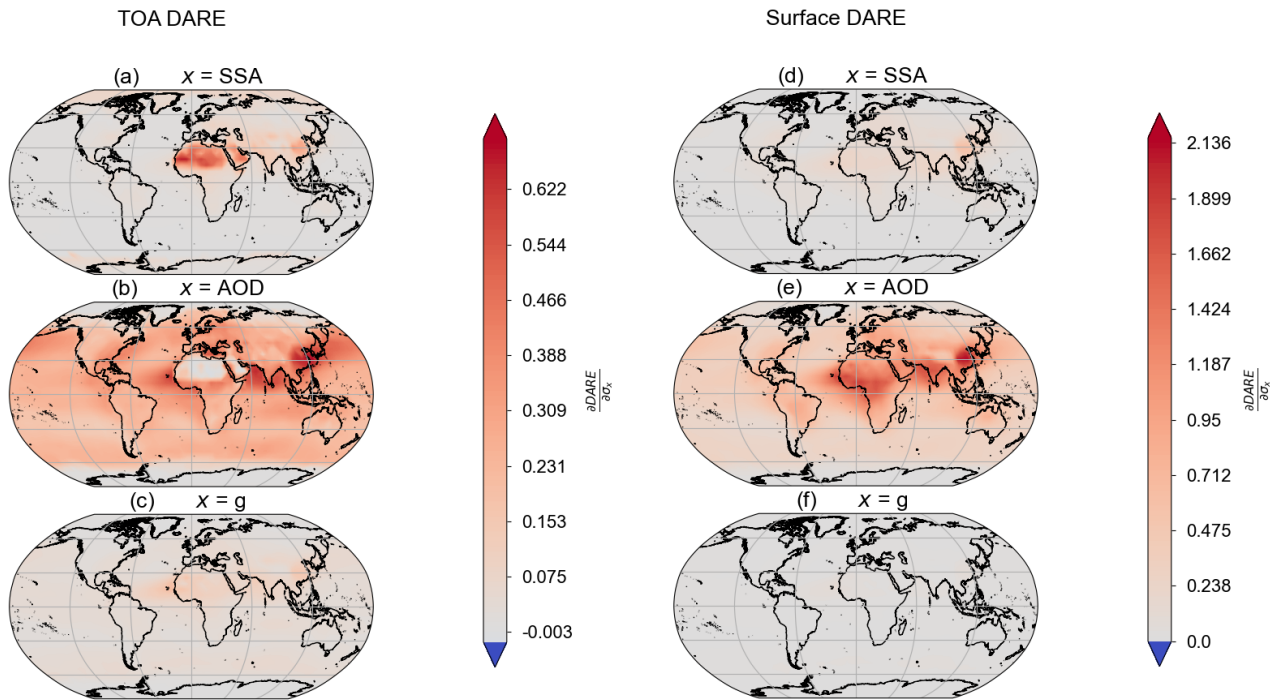 TOA DARE
Surface DARE
(a) x = SSA
(d) x = SSA
0.622
0.544
0.466
0.388
0.309
0.231
0.153
0.075
-0.003
∂DARE
∂σₓ
2.136
1.899
1.662
1.424
1.187
0.95
0.712
0.475
0.238
0.0
∂DARE
∂σₓ
(b) x = AOD
(e) x = AOD
(c) x = g
(f) x = g